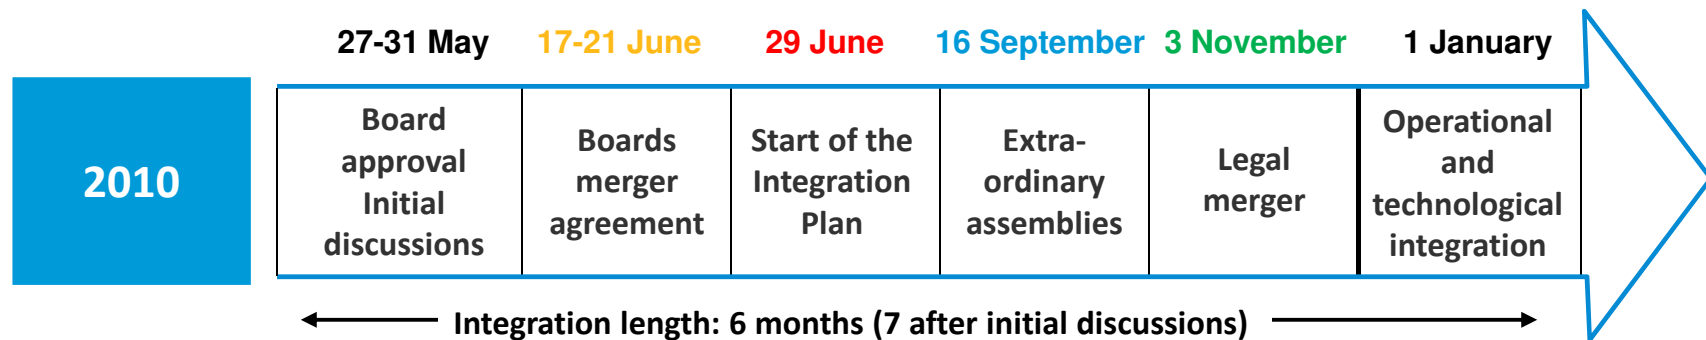 27-31 May 17-21 June 29 June 16 September 3 November 1 January
2010
Board
approval
Initial
discussions
Boards
merger
agreement
Start of the
Integration
Plan
Extra-
ordinary
assemblies
Legal
merger
Operational
and
technological
integration
Integration length: 6 months (7 after initial discussions)